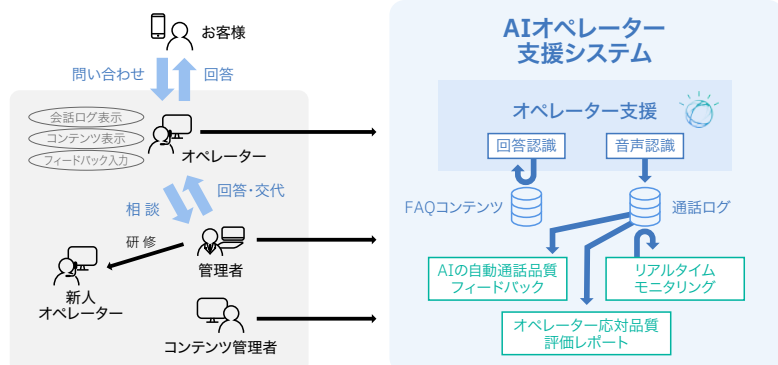 お客様
問い合わせ
回答
会話ログ表示
コンテンツ表示
フィードバック入力
オペレーター
相 談
回答・交代
研 修
管理者
新人
オペレーター
コンテンツ管理者
AIオペレーター
支援システム
オペレーター支援
回答認識
音声認識
FAQコンテンツ
通話ログ
AIの自動通話品質
フィードバック
リアルタイム
モニタリング
オペレーター応対品質
評価レポート